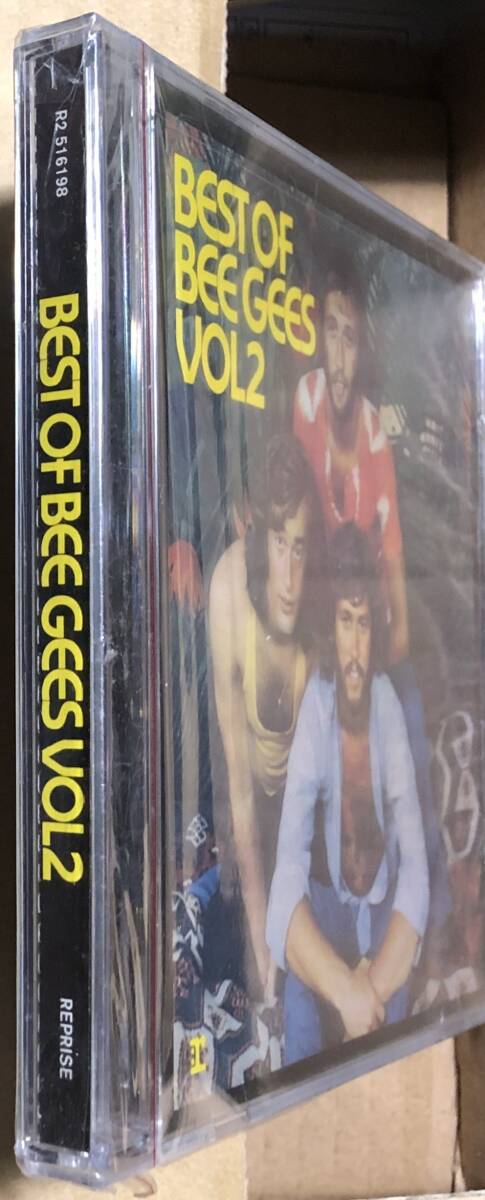 R2 516198
BEST OF BEE GEES VOL2
REPRISE
BEST OF
BEE GEES
VOL2